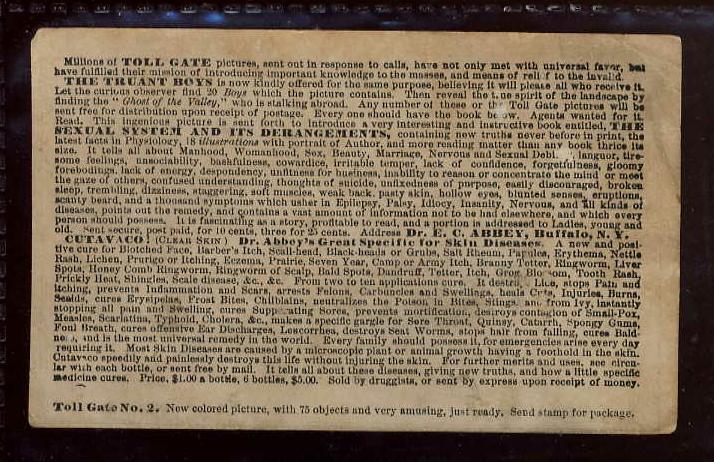 Millions of TOLL GATE pictures, sent out in response to calls, have not only met with universal favor, but
have fulfilled their mission of introducing important knowledge to the masses, and means of relief to the invalid.
THE TRUANT BOYS is now kindly offered for the same purpose, believing it will please all who receive it.
Let the curious observer find 20 Boys which the picture contains. Then reveal the true spirit of the landscape by
finding the "Ghost of the Valley," who is stalking abroad. Any number of these or the Toll Gate pictures will be
sent free for distribution upon receipt of postage. Every one should have the book below. Agents wanted for it.
Read. This ingenious picture is sent forth to introduce a very interesting and instructive book entitled, THE
SEXUAL SYSTEM AND ITS DERANGEMENTS, containing new truths never before in print, the
latest facts in Physiology, 18 illustrations with portrait of Author, and more reading matter than any book thrice its
size. It tells all about Manhood, Womanhood, Sex, Beauty, Marriage, Nervous and Sexual Debi languor, tire-
some feelings, unsociability, bashfulness, cowardice, irritable temper, lack of confidence, forgetfulness, gloomy
forebodings, lack of energy, despondency, unfitness for business, inability to reason or concentrate the mind or meet
the gaze of others, confused understanding, thoughts of suicide, unfixedness of purpose, easily discouraged, broken
sleep, trembling, dizziness, staggering, soft muscles, weak back, pasty skin, hollow eyes, blunted senses, eruptions,
scanty beard, and a thousand symptoms which usher in Epilepsy, Palsy, Idiocy, Insanity, Nervous, and all kinds of
diseases, points out the remedy, and contains a vast amount of information not to be had elsewhere, and which every
person should possess. It is fascinating as a story, profitable to read, and a portion is addressed to Ladies, young and
old. Sent secure, post paid, for 10 cents, three for 25 cents. Address Dr. E. C. ABBEY, Buffalo, N. Y.
CUTAVACO! (CLEAR SKIN) Dr. Abbey's Great Specific for Skin Diseases. A new and posi-
tive cure for Blotched Face, Barber's Itch, Scall-head, Black-heads or Grubs, Salt Rheum, Papules, Erythema, Nettle
Rash, Lichen, Prurigo or Itching, Eczema, Prairie, Seven Year, Camp or Army Itch, Branny Tetter, Ringworm, Liver
Spots, Honey Comb Ringworm, Ringworm of Scalp, Bald Spots, Dandruff, Tetter, Itch, Grog Blossom, Tooth Rash,
Prickly Heat, Shingles, Scale disease, &c., &c. From two to ten applications cure. It destroys Lice, stops Pain and
Itching, prevents Inflammation and Scars, arrests Felons, Carbuncles and Swellings, heals Cuts, Injuries, Burns,
Scalds, cures Erysipelas, Frost Bites, Chilblains, neutralizes the Poison in Bites, Stings and from Ivy, instantly
stopping all pain and Swelling, cures Suppurating Sores, prevents mortification, destroys contagion of Small-Pox,
Measles, Scarlatina, Typhoid, Cholera, &c., makes a specific gargle for Sore Throat, Quinsy, Catarrh, Spongy Gums,
Foul Breath, cures offensive Ear Discharges, Leucorrhea, destroys Seat Worms, stops hair from falling, cures Bald-
ness, and is the most universal remedy in the world. Every family should possess it, for emergencies arise every day
requiring it. Most Skin Diseases are caused by a microscopic plant or animal growth having a foothold in the skin.
Cutavaco speedily and painlessly destroys this life without injuring the skin. For further merits and uses, see circu-
lar with each bottle, or sent free by mail. It tells all about these diseases, giving new truths, and how a little specific
medicine cures. Price, $1.00 a bottle, 6 bottles, $5.00. Sold by druggists, or sent by express upon receipt of money.
Toll Gate No. 2. New colored picture, with 75 objects and very amusing, just ready. Send stamp for package.